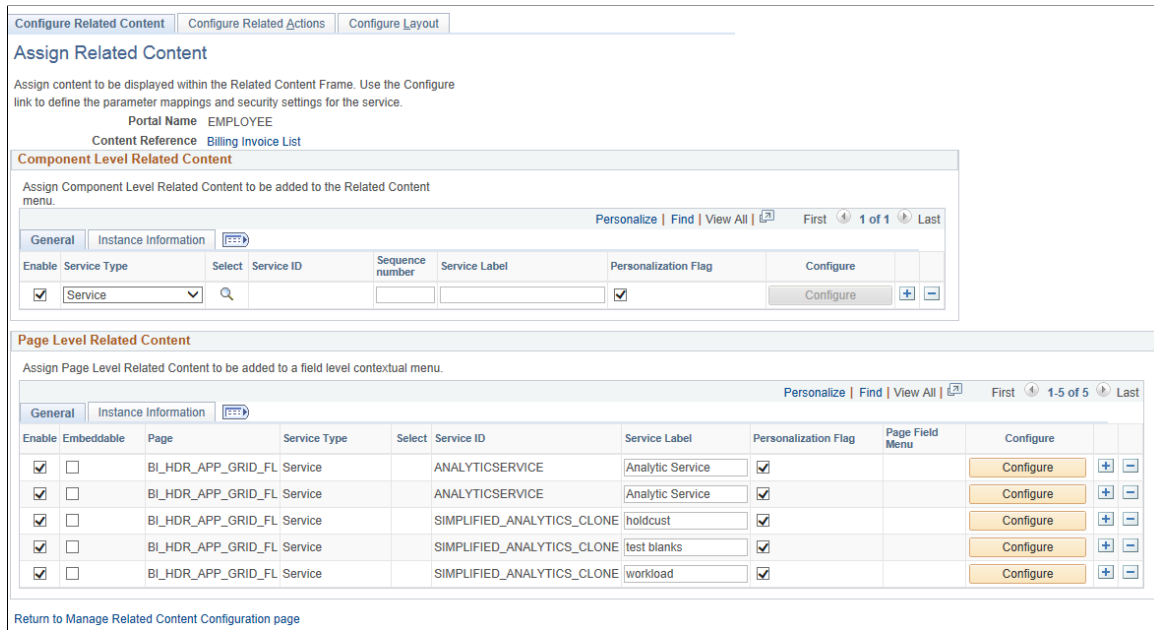 Configure Related Content Configure Related Actions Configure Layout
Assign Related Content
Assign content to be displayed within the Related Content Frame. Use the Configure
link to define the parameter mappings and security settings for the service.
Portal Name EMPLOYEE
Content Reference Billing Invoice List
Component Level Related Content
Assign Component Level Related Content to be added to the Related Content
menu.
Personalize | Find | View All | First 1 of 1 Last
General Instance Information
Enable Service Type Select Service ID Sequence number Service Label Personalization Flag Configure
Service Configure
Page Level Related Content
Assign Page Level Related Content to be added to a field level contextual menu.
Personalize | Find | View All | First 1-5 of 5 Last
General Instance Information
Enable Embeddable Page Service Type Select Service ID Service Label Personalization Flag Page Field Menu Configure
BI_HDR_APP_GRID_FL Service ANALYTICSERVICE Analytic Service Configure
BI_HDR_APP_GRID_FL Service ANALYTICSERVICE Analytic Service Configure
BI_HDR_APP_GRID_FL Service SIMPLIFIED_ANALYTICS_CLONE holdcust Configure
BI_HDR_APP_GRID_FL Service SIMPLIFIED_ANALYTICS_CLONE test blanks Configure
BI_HDR_APP_GRID_FL Service SIMPLIFIED_ANALYTICS_CLONE workload Configure
Return to Manage Related Content Configuration page